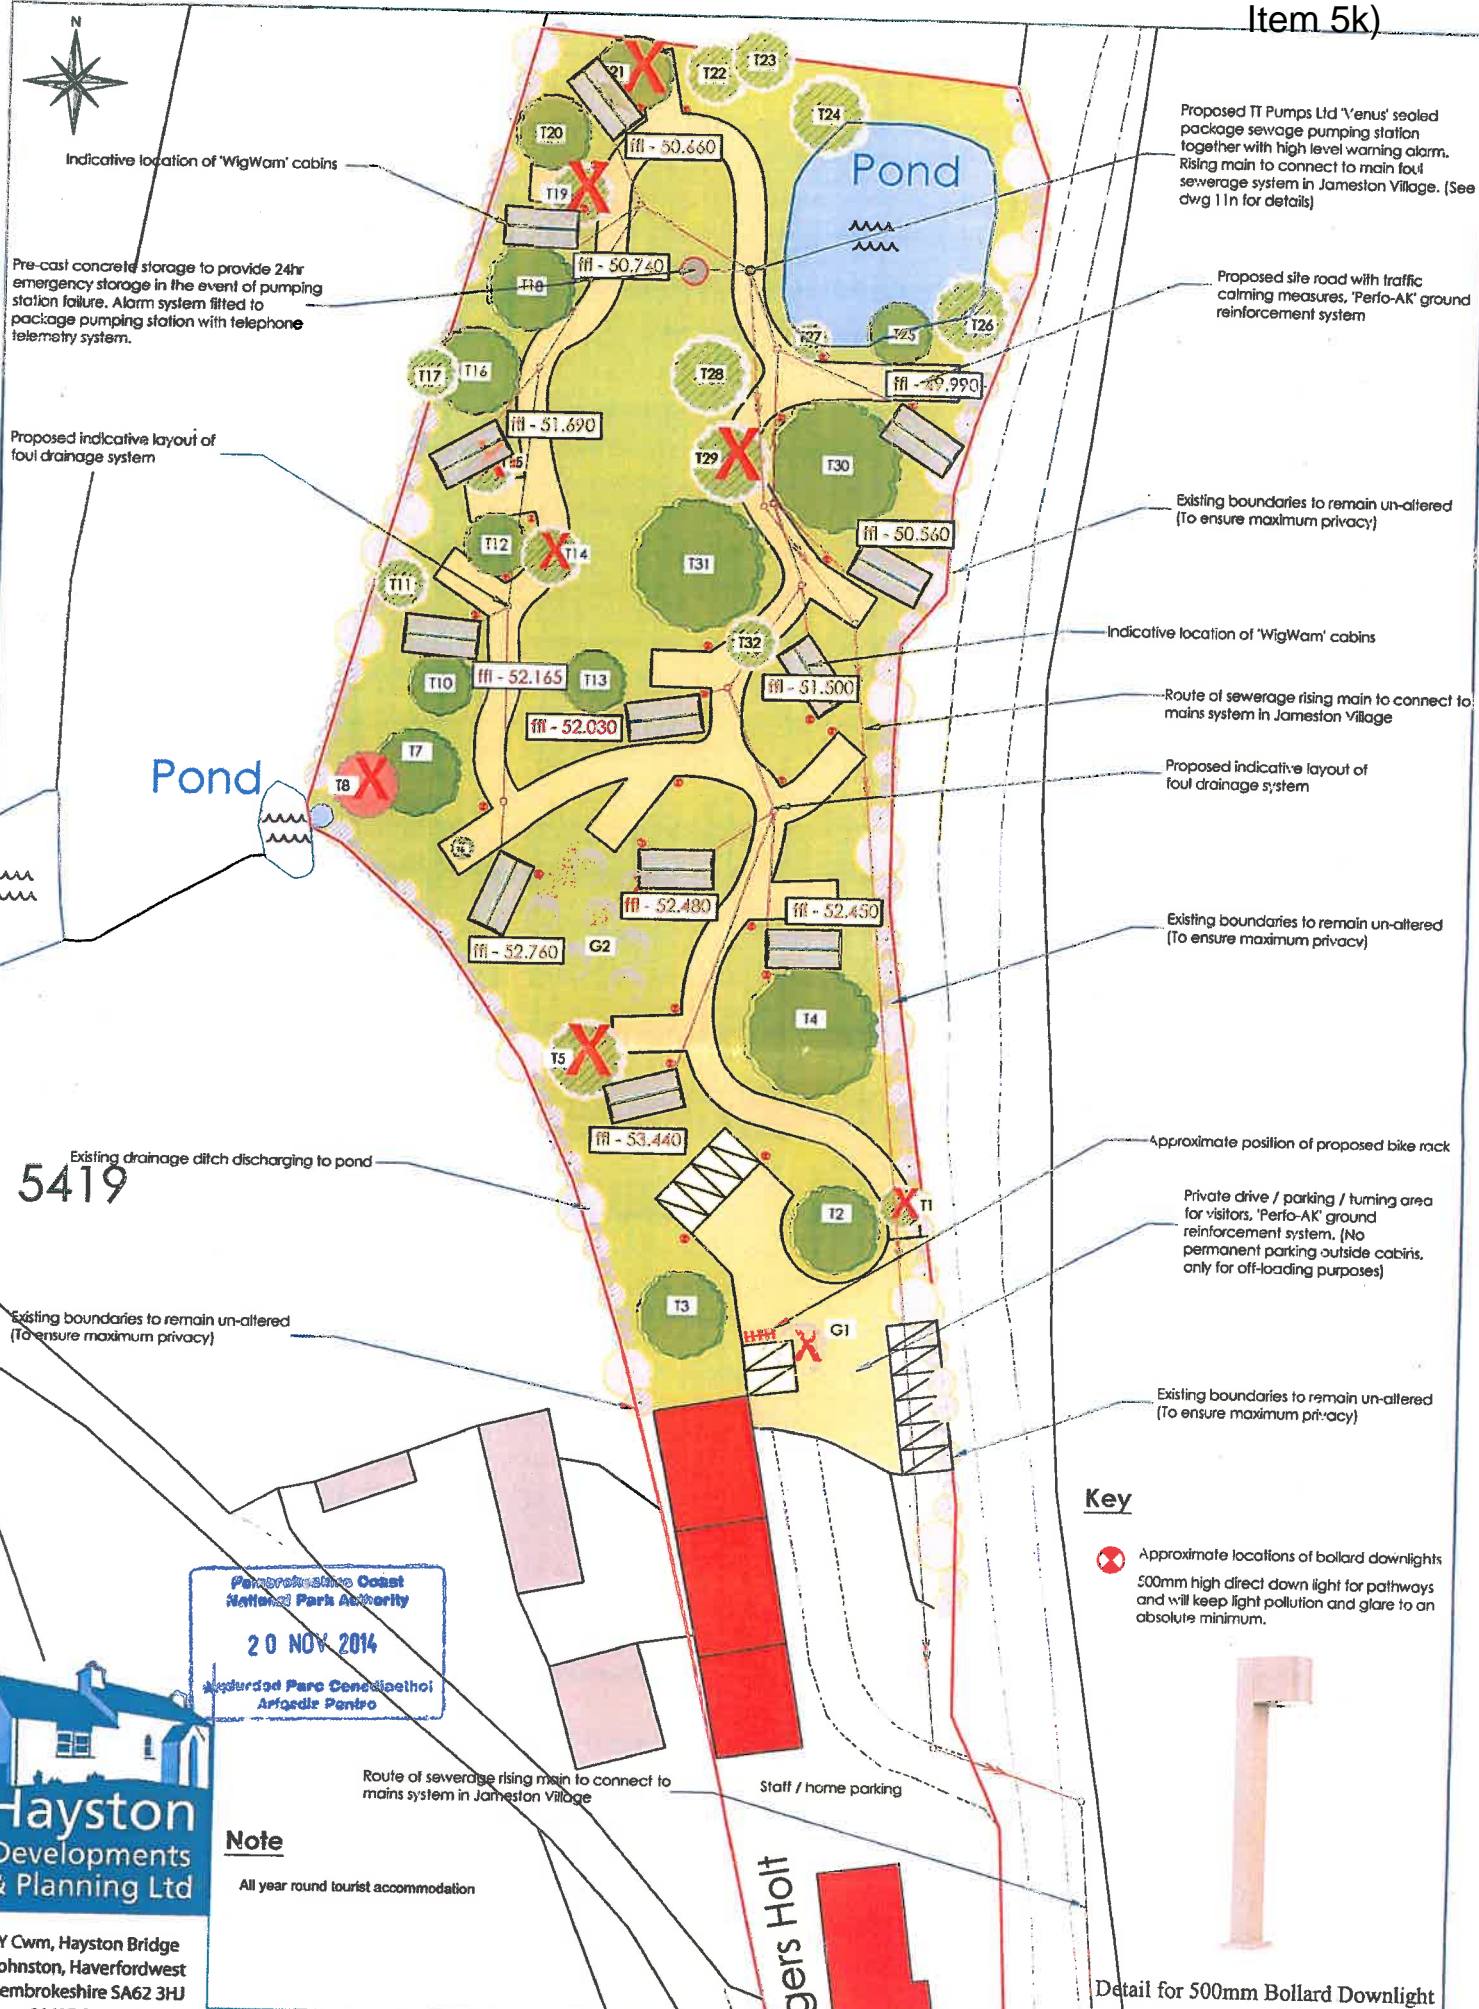 Item 5k)
N
Proposed TT Pumps Ltd 'Venus' sealed
package sewage pumping station
together with high level warning alarm.
Rising main to connect to main foul
sewerage system in Jameston Village. (See
dwg 11n for details)
Indicative location of 'WigWam' cabins
Pre-cast concrete storage to provide 24hr
emergency storage in the event of pumping
station failure. Alarm system fitted to
package pumping station with telephone
telemetry system.
Proposed site road with traffic
calming measures, 'Perfo-AK' ground
reinforcement system
Proposed indicative layout of
foul drainage system
Existing boundaries to remain un-altered
(To ensure maximum privacy)
Indicative location of 'WigWam' cabins
Route of sewerage rising main to connect to
mains system in Jameston Village
Proposed indicative layout of
foul drainage system
Existing boundaries to remain un-altered
(To ensure maximum privacy)
Approximate position of proposed bike rack
Existing drainage ditch discharging to pond
5419
Private drive / parking / turning area
for visitors, 'Perfo-AK' ground
reinforcement system. (No
permanent parking outside cabins,
only for off-loading purposes)
Existing boundaries to remain un-altered
(To ensure maximum privacy)
Existing boundaries to remain un-altered
(To ensure maximum privacy)
21
T22
T23
T24
T20
ffl - 50.660
Pond
T19
ffl - 50.740
T18
T26
T27
T25
T17
T16
T28
ffl - 49.990
ffl - 51.690
T29
T30
T12
T14
ffl - 50.560
T11
T31
T32
T10
ffl - 52.165
T13
ffl - 51.500
ffl - 52.030
T7
T8
Pond
ffl - 52.480
ffl - 52.450
ffl - 52.760
G2
T4
T5
ffl - 53.440
T2
T1
T3
G1
Key
Approximate locations of bollard downlights
500mm high direct down light for pathways
and will keep light pollution and glare to an
absolute minimum.
Pembrokeshire Coast
National Park Authority
20 NOV 2014
Awdurdod Parc Cenedlaethol
Arfordir Penfro
Route of sewerage rising main to connect to
mains system in Jameston Village
Staff / home parking
Hayston
Developments
& Planning Ltd
Note
All year round tourist accommodation
gers Holt
Y Cwm, Hayston Bridge
ohnston, Haverfordwest
embrokeshire SA62 3HJ
Detail for 500mm Bollard Downlight